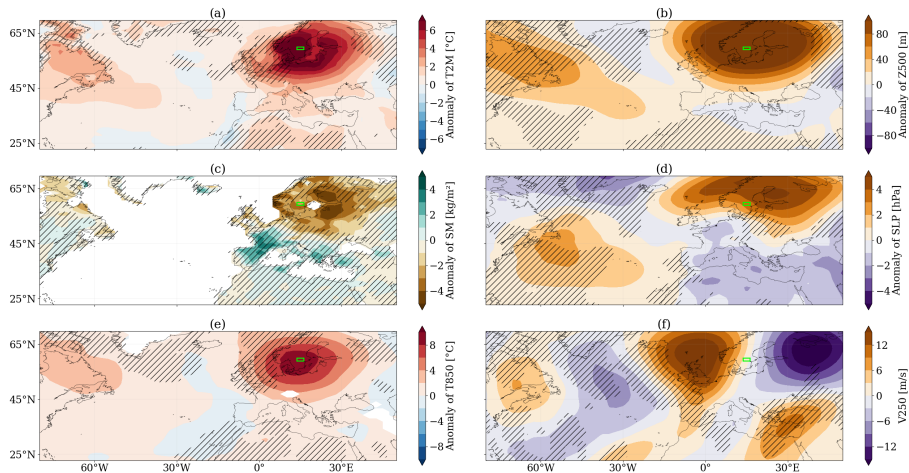 (a)
65°N
45°N
25°N
6
4
2
0
−2
−4
−6
Anomaly of T2M [°C]
(b)
80
40
0
−40
−80
Anomaly of Z500 [m]
(c)
65°N
45°N
25°N
4
2
0
−2
−4
Anomaly of SM [kg/m²]
(d)
4
2
0
−2
−4
Anomaly of SLP [hPa]
(e)
65°N
45°N
25°N
60°W
30°W
0°
30°E
8
4
0
−4
−8
Anomaly of T850 [°C]
(f)
60°W
30°W
0°
30°E
12
6
0
−6
−12
V250 [m/s]